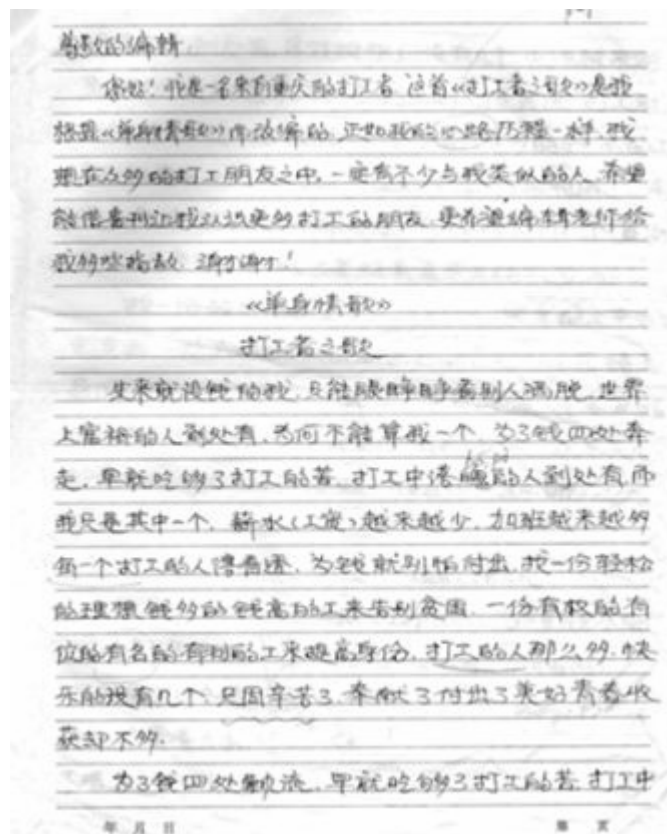 尊敬的编辑
你好！我是一名来到重庆的打工者，这首《打工者之歌》是我
根据《单身情歌》作改编的，正如我的心路历程一样，我
想在众多的打工朋友之中，一定有不少与我类似的人，希望
能借贵刊让我认识更多打工的朋友，更希望编辑老师给
我多些指教，谢谢谢！
《单身情歌》
打工者之歌
生来就没钱的我，只能眼睁睁看别人潇脱，世界
上富裕的人到处有，为何不能算我一个，为了钱四处奔
走，早就吃够了打工的苦，打工中凄的人到处有而
我只是其中一个，薪水（工资）越来越少，加班越来越多
每一个打工的人得看透，为钱就别怕付出，找一份轻松
的理想钱多的钱高的工来告别贫困，一份有权的有
位的有名的有利的工来提高身份，打工的人那么多，快
乐的没有几个，只因辛苦了，奉献了付出了美好青春收
获却不多。
为了钱四处飘流，早就吃够了打工的苦，打工中
年 月 日
第 页